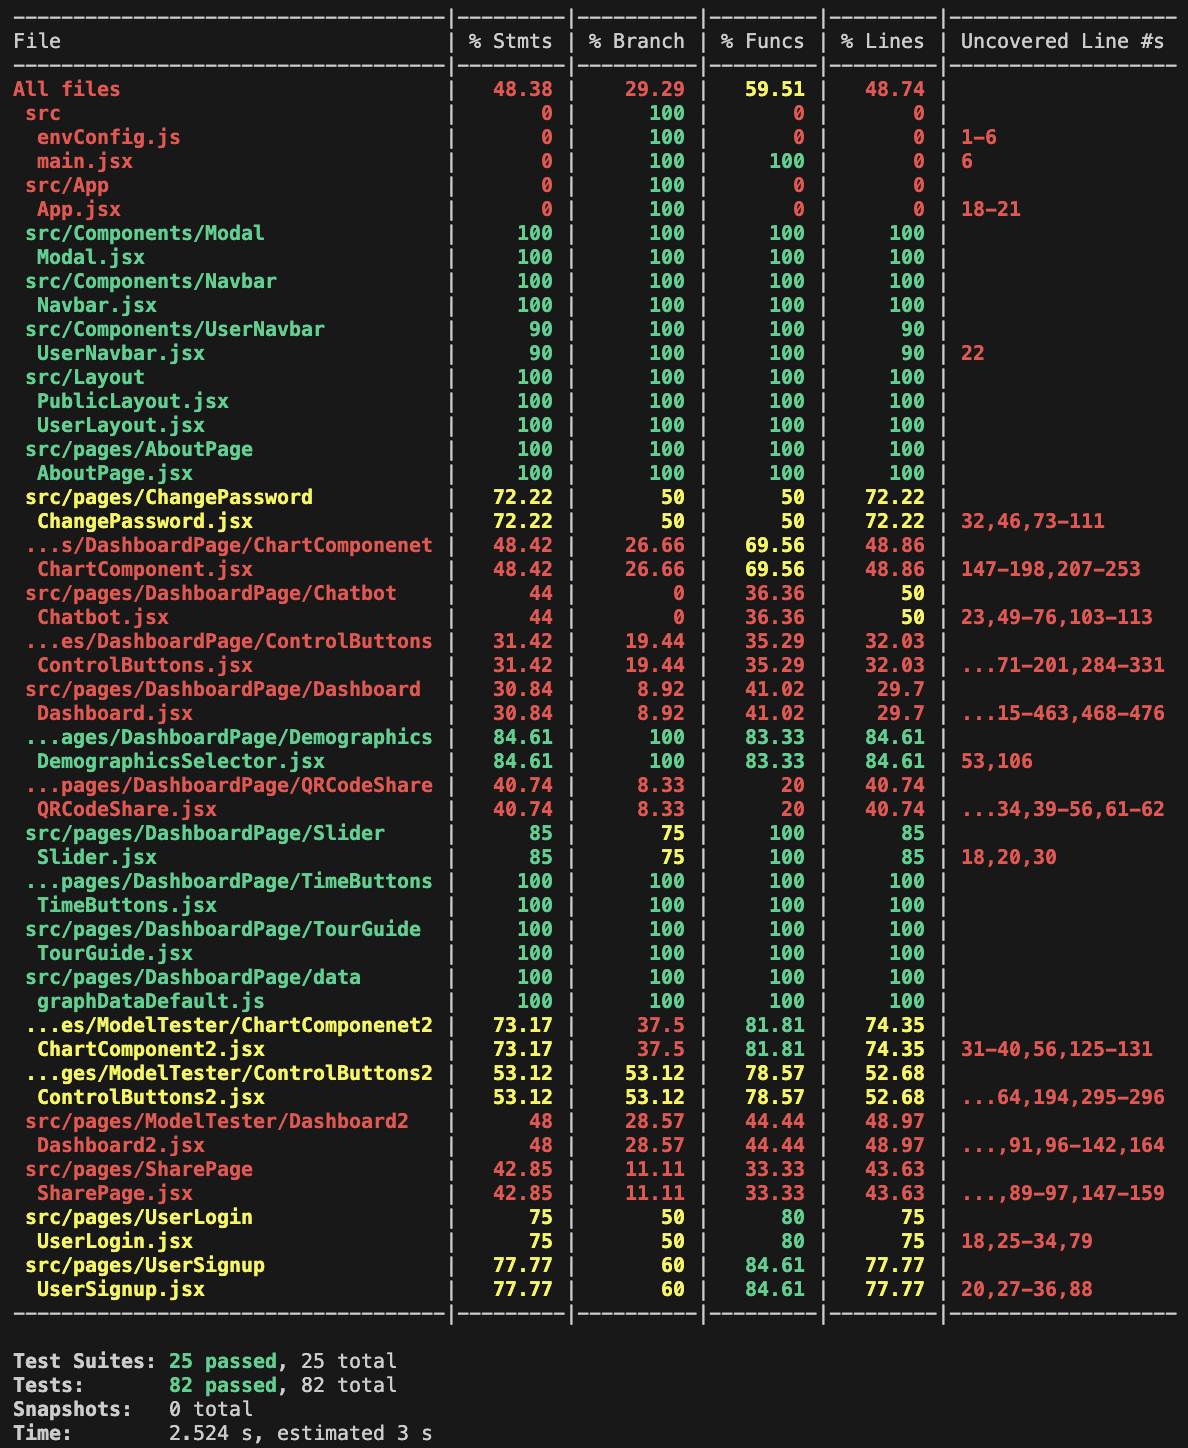 File | % Stmts | % Branch | % Funcs | % Lines | Uncovered Line #s
All files | 48.38 | 29.29 | 59.51 | 48.74 |
src | 0 | 100 | 0 | 0 |
envConfig.js | 0 | 100 | 0 | 0 | 1-6
main.jsx | 0 | 100 | 100 | 0 | 6
src/App | 0 | 100 | 0 | 0 |
App.jsx | 0 | 100 | 0 | 0 | 18-21
src/Components/Modal | 100 | 100 | 100 | 100 |
Modal.jsx | 100 | 100 | 100 | 100 |
src/Components/Navbar | 100 | 100 | 100 | 100 |
Navbar.jsx | 100 | 100 | 100 | 100 |
src/Components/UserNavbar | 90 | 100 | 100 | 90 |
UserNavbar.jsx | 90 | 100 | 100 | 90 | 22
src/Layout | 100 | 100 | 100 | 100 |
PublicLayout.jsx | 100 | 100 | 100 | 100 |
UserLayout.jsx | 100 | 100 | 100 | 100 |
src/pages/AboutPage | 100 | 100 | 100 | 100 |
AboutPage.jsx | 100 | 100 | 100 | 100 |
src/pages/ChangePassword | 72.22 | 50 | 50 | 72.22 |
ChangePassword.jsx | 72.22 | 50 | 50 | 72.22 | 32,46,73-111
...s/DashboardPage/ChartComponenet | 48.42 | 26.66 | 69.56 | 48.86 |
ChartComponent.jsx | 48.42 | 26.66 | 69.56 | 48.86 | 147-198,207-253
src/pages/DashboardPage/Chatbot | 44 | 0 | 36.36 | 50 |
Chatbot.jsx | 44 | 0 | 36.36 | 50 | 23,49-76,103-113
...es/DashboardPage/ControlButtons | 31.42 | 19.44 | 35.29 | 32.03 |
ControlButtons.jsx | 31.42 | 19.44 | 35.29 | 32.03 | ...71-201,284-331
src/pages/DashboardPage/Dashboard | 30.84 | 8.92 | 41.02 | 29.7 |
Dashboard.jsx | 30.84 | 8.92 | 41.02 | 29.7 | ...15-463,468-476
...ages/DashboardPage/Demographics | 84.61 | 100 | 83.33 | 84.61 |
DemographicsSelector.jsx | 84.61 | 100 | 83.33 | 84.61 | 53,106
...pages/DashboardPage/QRCodeShare | 40.74 | 8.33 | 20 | 40.74 |
QRCodeShare.jsx | 40.74 | 8.33 | 20 | 40.74 | ...34,39-56,61-62
src/pages/DashboardPage/Slider | 85 | 75 | 100 | 85 |
Slider.jsx | 85 | 75 | 100 | 85 | 18,20,30
...pages/DashboardPage/TimeButtons | 100 | 100 | 100 | 100 |
TimeButtons.jsx | 100 | 100 | 100 | 100 |
src/pages/DashboardPage/TourGuide | 100 | 100 | 100 | 100 |
TourGuide.jsx | 100 | 100 | 100 | 100 |
src/pages/DashboardPage/data | 100 | 100 | 100 | 100 |
graphDataDefault.js | 100 | 100 | 100 | 100 |
...es/ModelTester/ChartComponenet2 | 73.17 | 37.5 | 81.81 | 74.35 |
ChartComponent2.jsx | 73.17 | 37.5 | 81.81 | 74.35 | 31-40,56,125-131
...ges/ModelTester/ControlButtons2 | 53.12 | 53.12 | 78.57 | 52.68 |
ControlButtons2.jsx | 53.12 | 53.12 | 78.57 | 52.68 | ...64,194,295-296
src/pages/ModelTester/Dashboard2 | 48 | 28.57 | 44.44 | 48.97 |
Dashboard2.jsx | 48 | 28.57 | 44.44 | 48.97 | ...,91,96-142,164
src/pages/SharePage | 42.85 | 11.11 | 33.33 | 43.63 |
SharePage.jsx | 42.85 | 11.11 | 33.33 | 43.63 | ...,89-97,147-159
src/pages/UserLogin | 75 | 50 | 80 | 75 |
UserLogin.jsx | 75 | 50 | 80 | 75 | 18,25-34,79
src/pages/UserSignup | 77.77 | 60 | 84.61 | 77.77 |
UserSignup.jsx | 77.77 | 60 | 84.61 | 77.77 | 20,27-36,88
Test Suites: 25 passed, 25 total
Tests: 82 passed, 82 total
Snapshots: 0 total
Time: 2.524 s, estimated 3 s